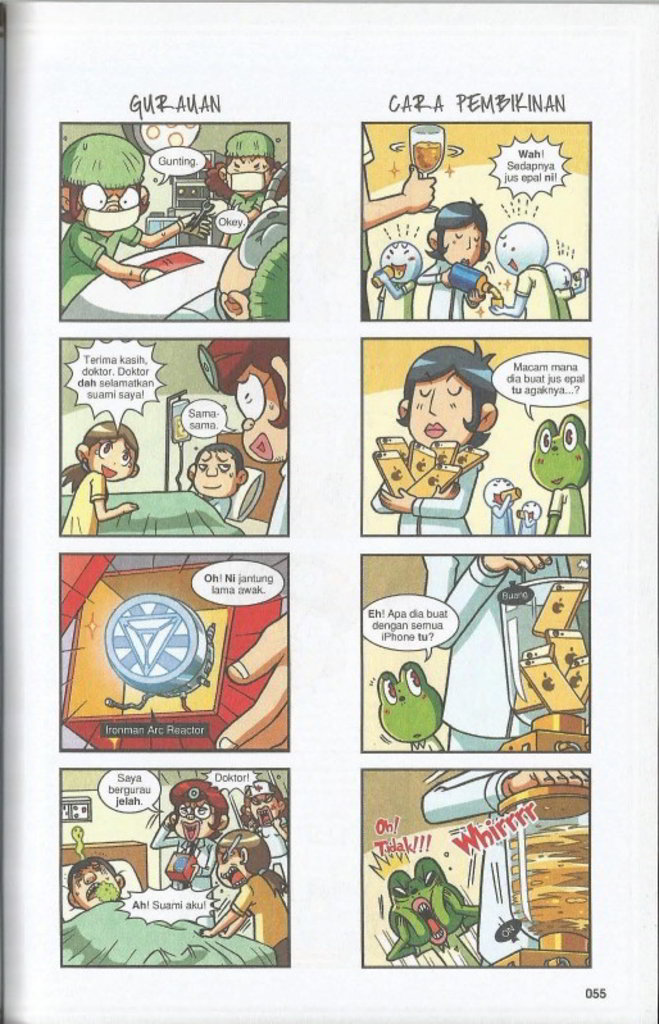 GURAUAN
Gunting.
Okey.
Terima kasih,
doktor. Doktor
dah selamatkan
suami saya!
Sama-
sama.
Oh! Ni jantung
lama awak.
Ironman Arc Reactor
Saya
bergurau
jelah.
Doktor!
Ah! Suami aku!
CARA PEMBIKINAN
Wah!
Sedapnya
jus epal ni!
Macam mana
dia buat jus epal
tu agaknya...?
Buang
Eh! Apa dia buat
dengan semua
iPhone tu?
Oh!
Tidak!!!
Whirrrr
ON
055